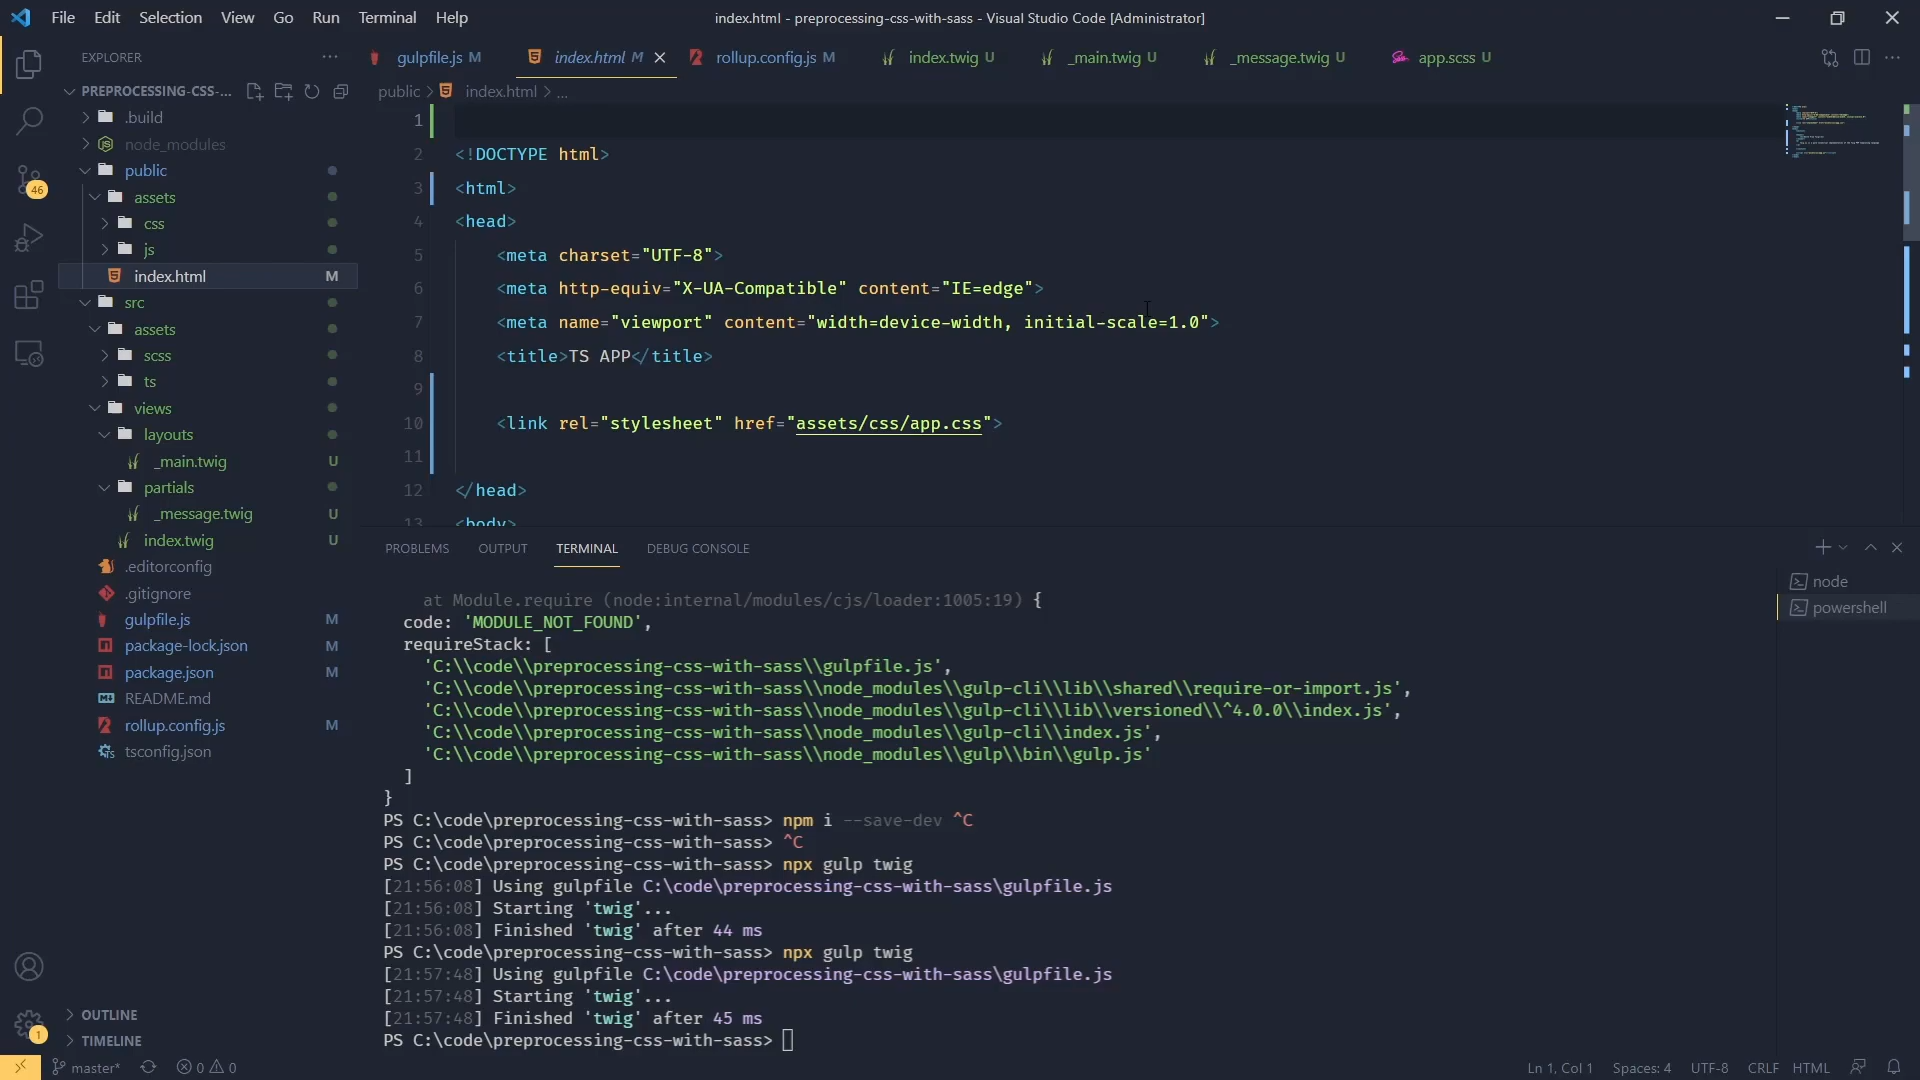 File Edit Selection View Go Run Terminal Help
index.html - preprocessing-css-with-sass - Visual Studio Code [Administrator]
EXPLORER
gulpfile.js M
index.html M
rollup.config.js M
index.twig U
_main.twig U
_message.twig U
app.scss U
PREPROCESSING-CSS-...
public > index.html > ...
.build
node_modules
public
assets
css
js
index.html M
src
assets
scss
ts
views
layouts
_main.twig U
partials
_message.twig U
index.twig U
.editorconfig
.gitignore
gulpfile.js M
package-lock.json M
package.json M
README.md
rollup.config.js M
tsconfig.json
46
1
OUTLINE
TIMELINE
1
2 <!DOCTYPE html>
3 <html>
4 <head>
5 <meta charset="UTF-8">
6 <meta http-equiv="X-UA-Compatible" content="IE=edge">
7 <meta name="viewport" content="width=device-width, initial-scale=1.0">
8 <title>TS APP</title>
9
10 <link rel="stylesheet" href="assets/css/app.css">
11
12 </head>
13 <body>
PROBLEMS OUTPUT TERMINAL DEBUG CONSOLE
node
powershell
at Module.require (node:internal/modules/cjs/loader:1005:19) {
code: 'MODULE_NOT_FOUND',
requireStack: [
'C:\\code\\preprocessing-css-with-sass\\gulpfile.js',
'C:\\code\\preprocessing-css-with-sass\\node_modules\\gulp-cli\\lib\\shared\\require-or-import.js',
'C:\\code\\preprocessing-css-with-sass\\node_modules\\gulp-cli\\lib\\versioned\\^4.0.0\\index.js',
'C:\\code\\preprocessing-css-with-sass\\node_modules\\gulp-cli\\index.js',
'C:\\code\\preprocessing-css-with-sass\\node_modules\\gulp\\bin\\gulp.js'
]
}
PS C:\code\preprocessing-css-with-sass> npm i --save-dev ^C
PS C:\code\preprocessing-css-with-sass> ^C
PS C:\code\preprocessing-css-with-sass> npx gulp twig
[21:56:08] Using gulpfile C:\code\preprocessing-css-with-sass\gulpfile.js
[21:56:08] Starting 'twig'...
[21:56:08] Finished 'twig' after 44 ms
PS C:\code\preprocessing-css-with-sass> npx gulp twig
[21:57:48] Using gulpfile C:\code\preprocessing-css-with-sass\gulpfile.js
[21:57:48] Starting 'twig'...
[21:57:48] Finished 'twig' after 45 ms
PS C:\code\preprocessing-css-with-sass>
master* 0 0
Ln 1, Col 1 Spaces: 4 UTF-8 CRLF HTML